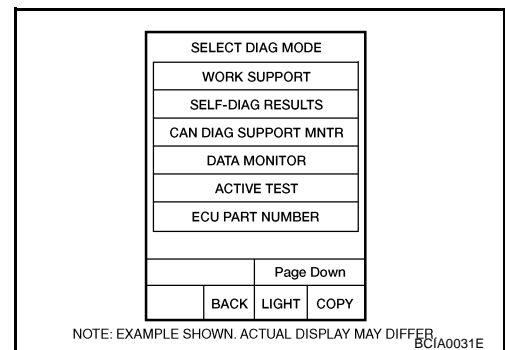 SELECT DIAG MODE
WORK SUPPORT
SELF-DIAG RESULTS
CAN DIAG SUPPORT MNTR
DATA MONITOR
ACTIVE TEST
ECU PART NUMBER
Page Down
BACK LIGHT COPY
NOTE: EXAMPLE SHOWN. ACTUAL DISPLAY MAY DIFFER.
BCIA0031E